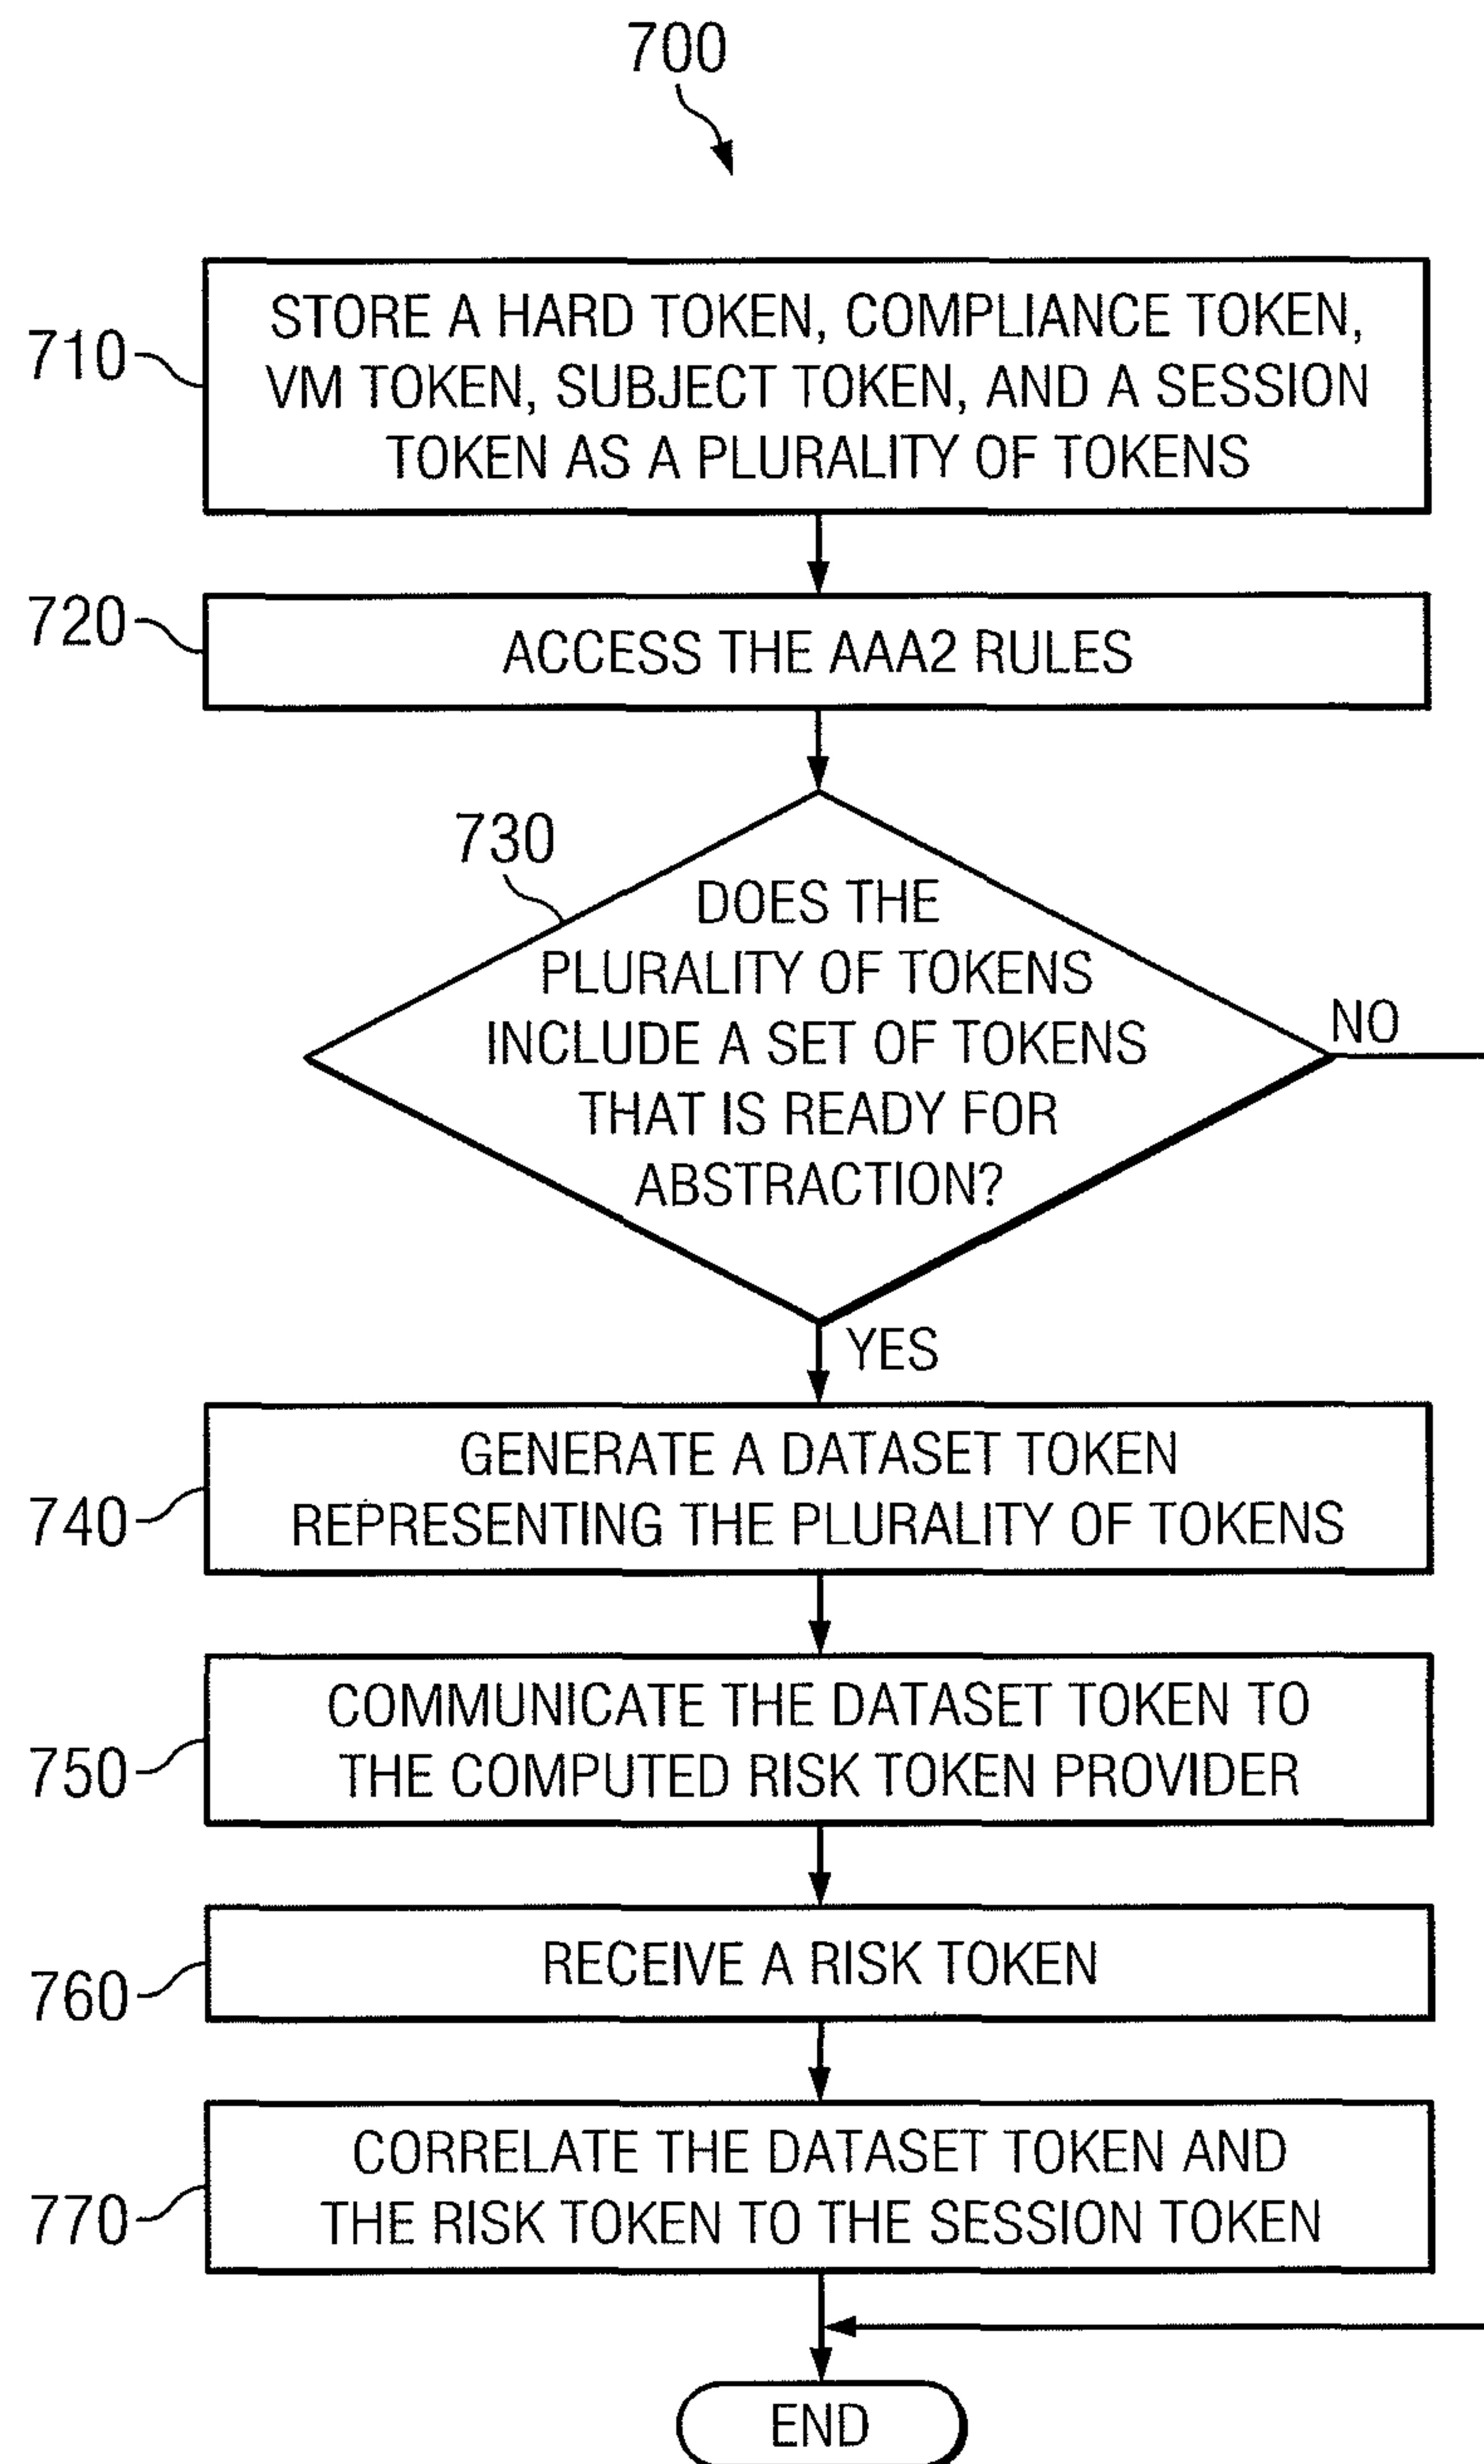 700
710
STORE A HARD TOKEN, COMPLIANCE TOKEN,
VM TOKEN, SUBJECT TOKEN, AND A SESSION
TOKEN AS A PLURALITY OF TOKENS
720
ACCESS THE AAA2 RULES
730
DOES THE
PLURALITY OF TOKENS
INCLUDE A SET OF TOKENS
THAT IS READY FOR
ABSTRACTION?
NO
YES
740
GENERATE A DATASET TOKEN
REPRESENTING THE PLURALITY OF TOKENS
750
COMMUNICATE THE DATASET TOKEN TO
THE COMPUTED RISK TOKEN PROVIDER
760
RECEIVE A RISK TOKEN
770
CORRELATE THE DATASET TOKEN AND
THE RISK TOKEN TO THE SESSION TOKEN
END